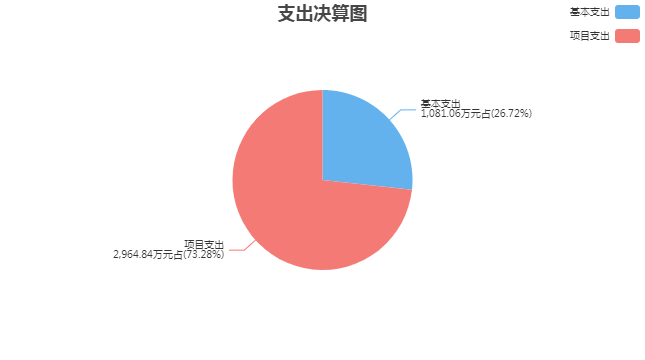 支出决算图
基本支出
项目支出
基本支出
1,081.06万元占(26.72%)
项目支出
2,964.84万元占(73.28%)